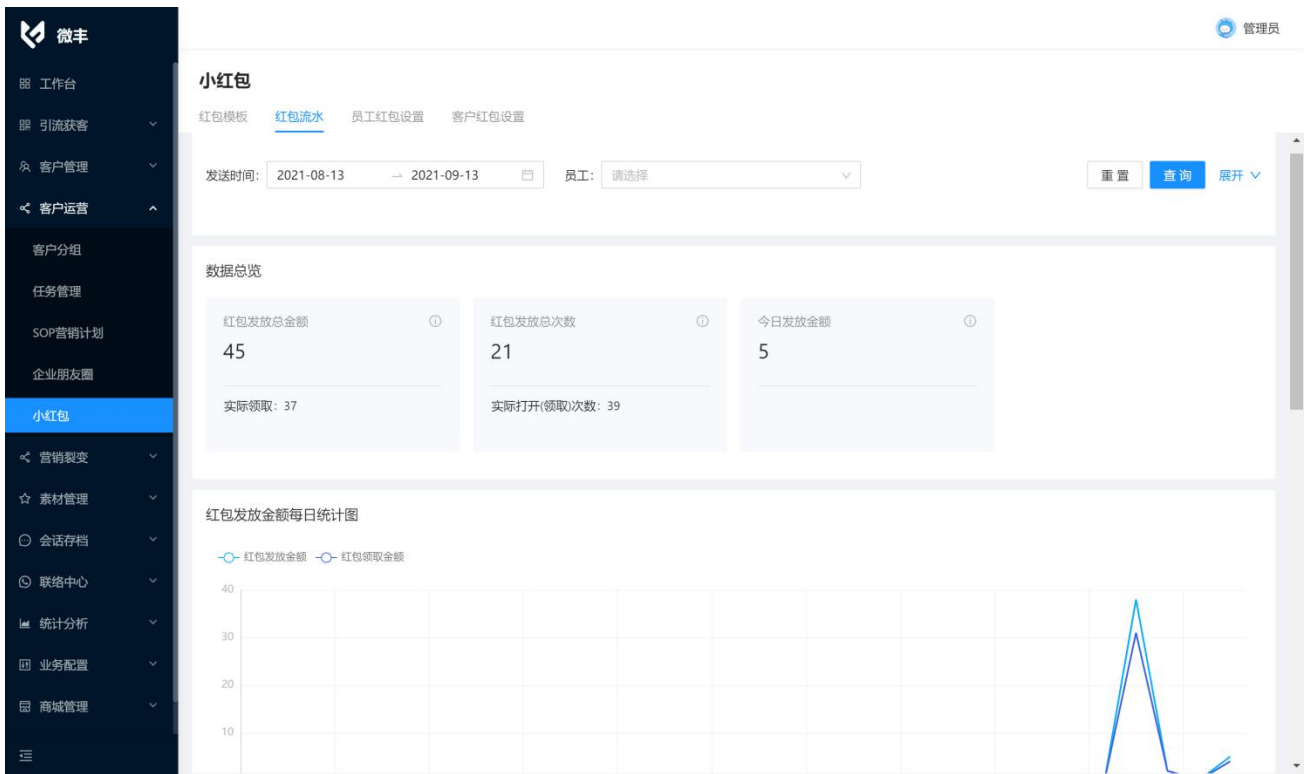 微丰
管理员
工作台
引流获客
客户管理
客户运营
客户分组
任务管理
SOP营销计划
企业朋友圈
小红包
营销裂变
素材管理
会话存档
联络中心
统计分析
业务配置
商城管理
小红包
红包模板 红包流水 员工红包设置 客户红包设置
发送时间: 2021-08-13 → 2021-09-13 员工: 请选择 重置 查询 展开
数据总览
红包发放总金额 红包发放总次数 今日发放金额
45 21 5
实际领取: 37 实际打开(领取)次数: 39
红包发放金额每日统计图
红包发放金额 红包领取金额
40
30
20
10